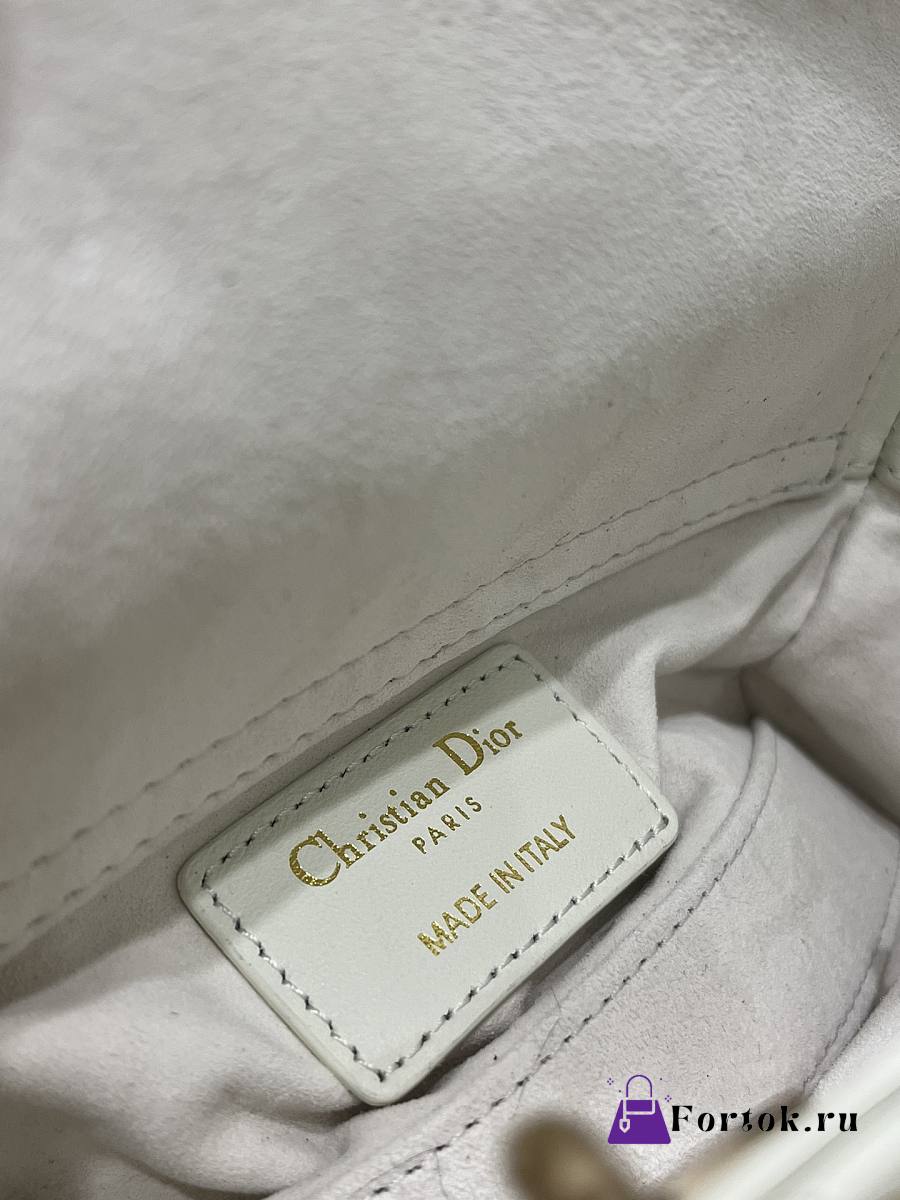 Christian Dior
PARIS
MADE IN ITALY
Fortok.ru